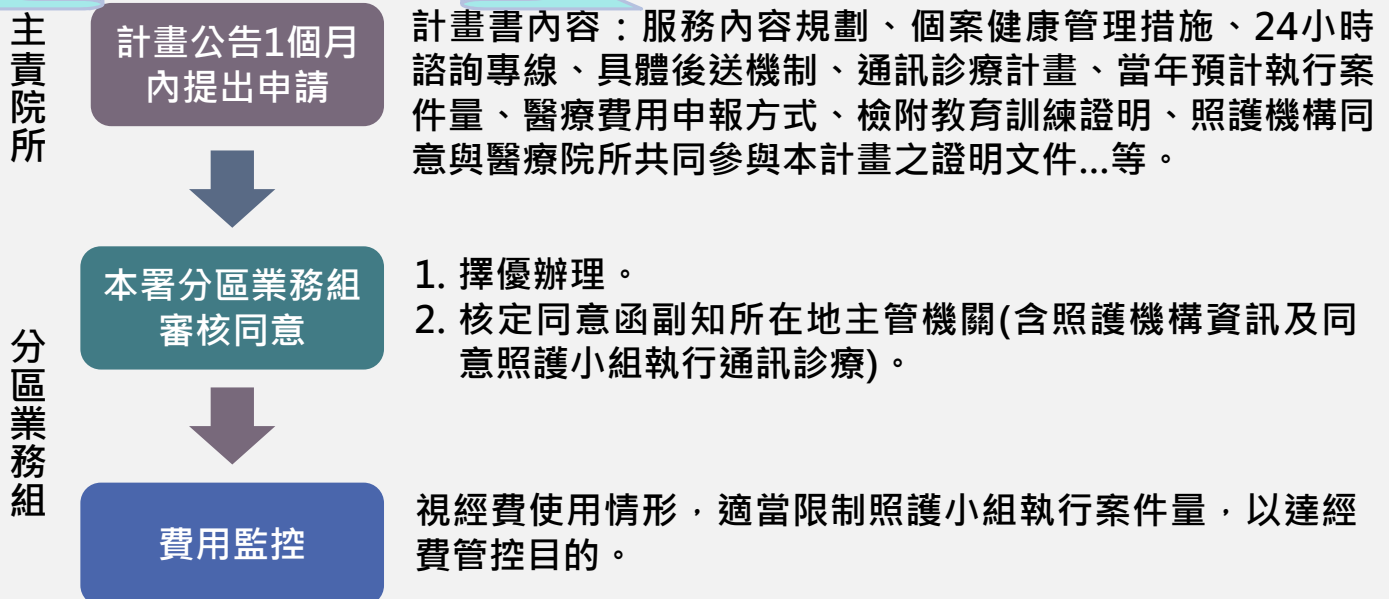 主責院所
計畫公告1個月
內提出申請
計畫書內容：服務內容規劃、個案健康管理措施、24小時
諮詢專線、具體後送機制、通訊診療計畫、當年預計執行案
件量、醫療費用申報方式、檢附教育訓練證明、照護機構同
意與醫療院所共同參與本計畫之證明文件...等。
分區業務組
本署分區業務組
審核同意
1. 擇優辦理。
2. 核定同意函副知所在地主管機關(含照護機構資訊及同
意照護小組執行通訊診療)。
費用監控
視經費使用情形，適當限制照護小組執行案件量，以達經
費管控目的。